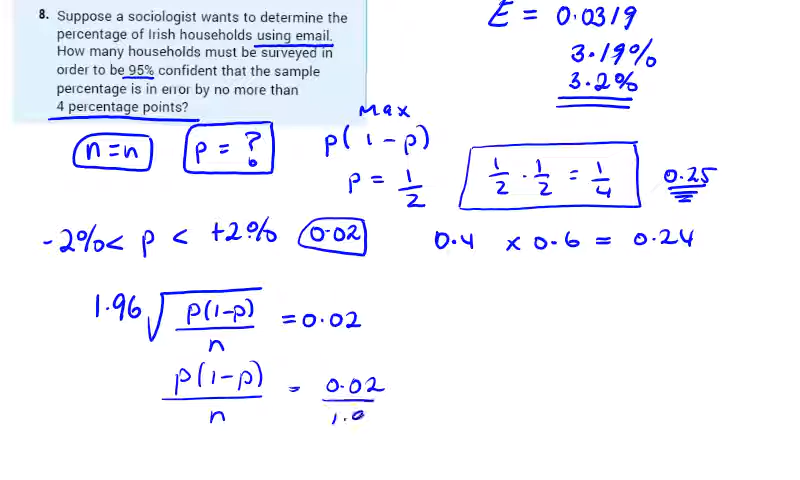 8. Suppose a sociologist wants to determine the
percentage of Irish households using email.
How many households must be surveyed in
order to be 95% confident that the sample
percentage is in error by no more than
4 percentage points?
E = 0.0319
3.19%
3.2%
n = n
p = ?
Max
p(1-p)
p = 1/2
1/2 · 1/2 = 1/4
0.25
-2% < p < +2% 0.02
0.4 x 0.6 = 0.24
1.96 √ p(1-p)/n = 0.02
p(1-p)/n = 0.02/1.9